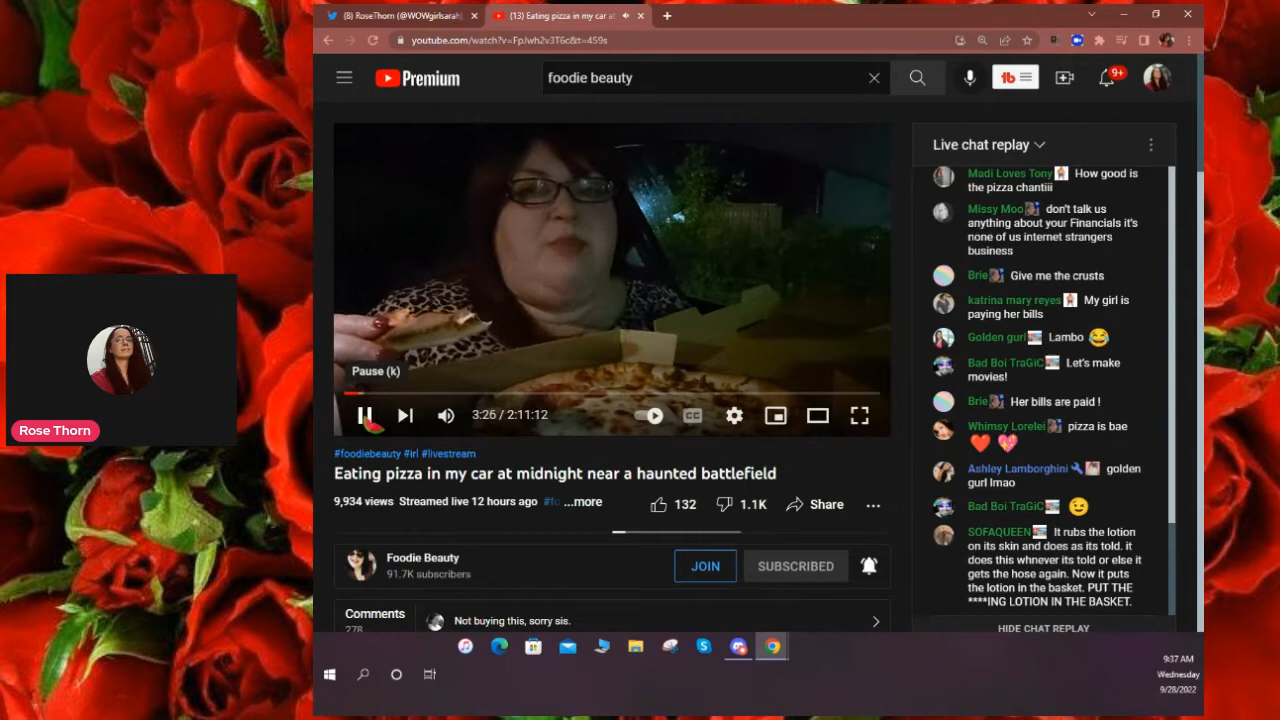 (8) RoseThorn (@WOWgirlsarah
(13) Eating pizza in my car at
youtube.com/watch?v=FpJwh2v3T6c&t=459s
Premium
foodie beauty
9+
Live chat replay
Madi Loves Tony How good is
the pizza chantiii
Missy Moo don't talk us
anything about your Financials it's
none of us internet strangers
business
Brie Give me the crusts
katrina mary reyes My girl is
paying her bills
Golden gurl Lambo
Bad Boi TraGiC Let's make
movies!
Brie Her bills are paid !
Whimsy Lorelei pizza is bae
Ashley Lamborghini golden
gurl lmao
Bad Boi TraGiC
SOFAQUEEN It rubs the lotion
on its skin and does as its told. it
does this whnever its told or else it
gets the hose again. Now it puts
the lotion in the basket. PUT THE
****ING LOTION IN THE BASKET.
HIDE CHAT REPLAY
Pause (k)
3:26 / 2:11:12
CC
#foodiebeauty #irl #livestream
Eating pizza in my car at midnight near a haunted battlefield
9,934 views Streamed live 12 hours ago #fo ...more
132
1.1K
Share
Foodie Beauty
91.7K subscribers
JOIN
SUBSCRIBED
Comments
278
Not buying this, sorry sis.
Rose Thorn
9:37 AM
Wednesday
9/28/2022